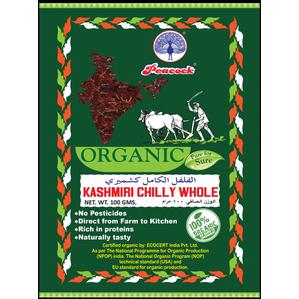 Peacock
ORGANIC
Pure for
Sure
الفلفل الكامل كشميري
KASHMIRI CHILLY WHOLE
NET. WT. 100 GMS.
الوزن الصافي ١٠٠ جرام
•No Pesticides
•Direct from Farm to Kitchen
•Rich in proteins
•Naturally tasty
100%
ORGANIC
Certified organic by: ECOCERT India Pvt. Ltd.
As per The National Programme for Organic Production
(NPOP) india. The National Organic Program (NOP)
technical standard (USA) and
EU standard for organic production.